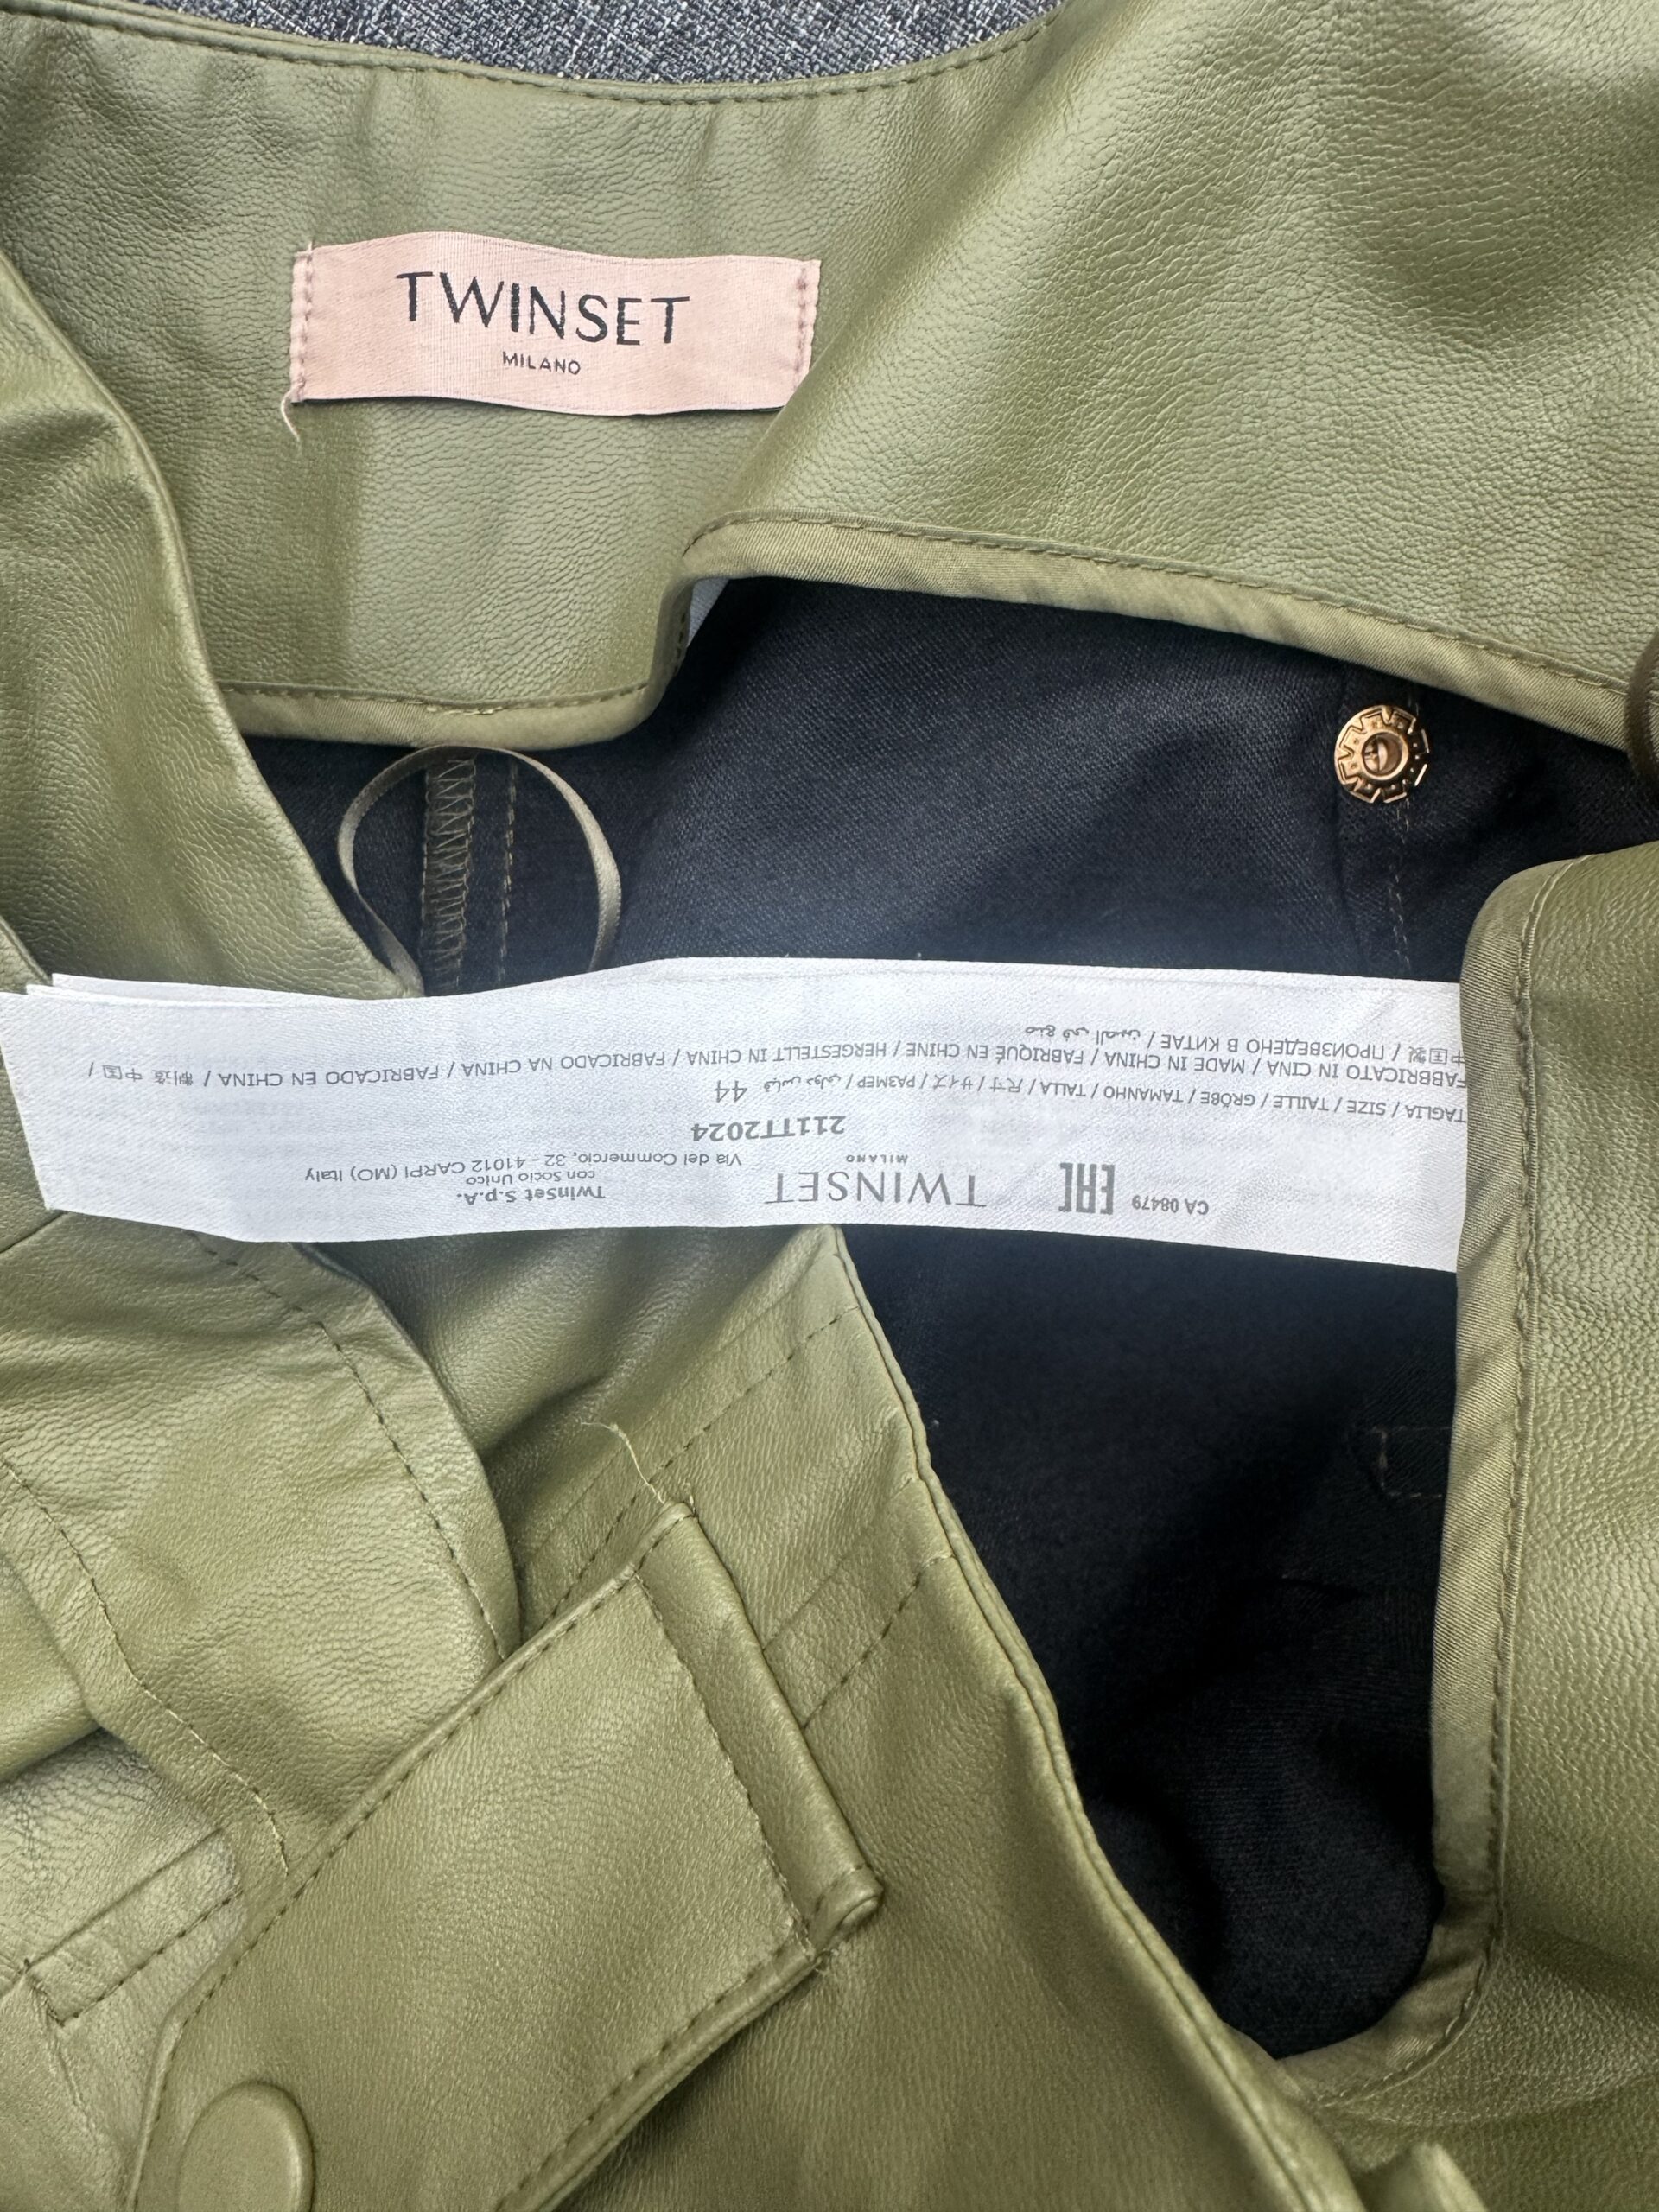 TWINSET
MILANO
CA 08479
EAC
TWINSET
MILANO
Twinset S.p.A.
con Socio Unico
Via del Commercio, 32 - 41012 CARPI (MO) Italy
211TT2024
TAGLIA / SIZE / TAILLE / GRÖBE / TAMANHO / TALLA / 尺寸 / サイズ / РАЗМЕР / قياس دولي 44
FABBRICATO IN CINA / MADE IN CHINA / FABRIQUÉ EN CHINE / HERGESTELLT IN CHINA / FABRICADO NA CHINA / FABRICADO EN CHINA / 中国 制造 /
中国製 / ПРОИЗВЕДЕНО В КИТАЕ / صنع في الصين